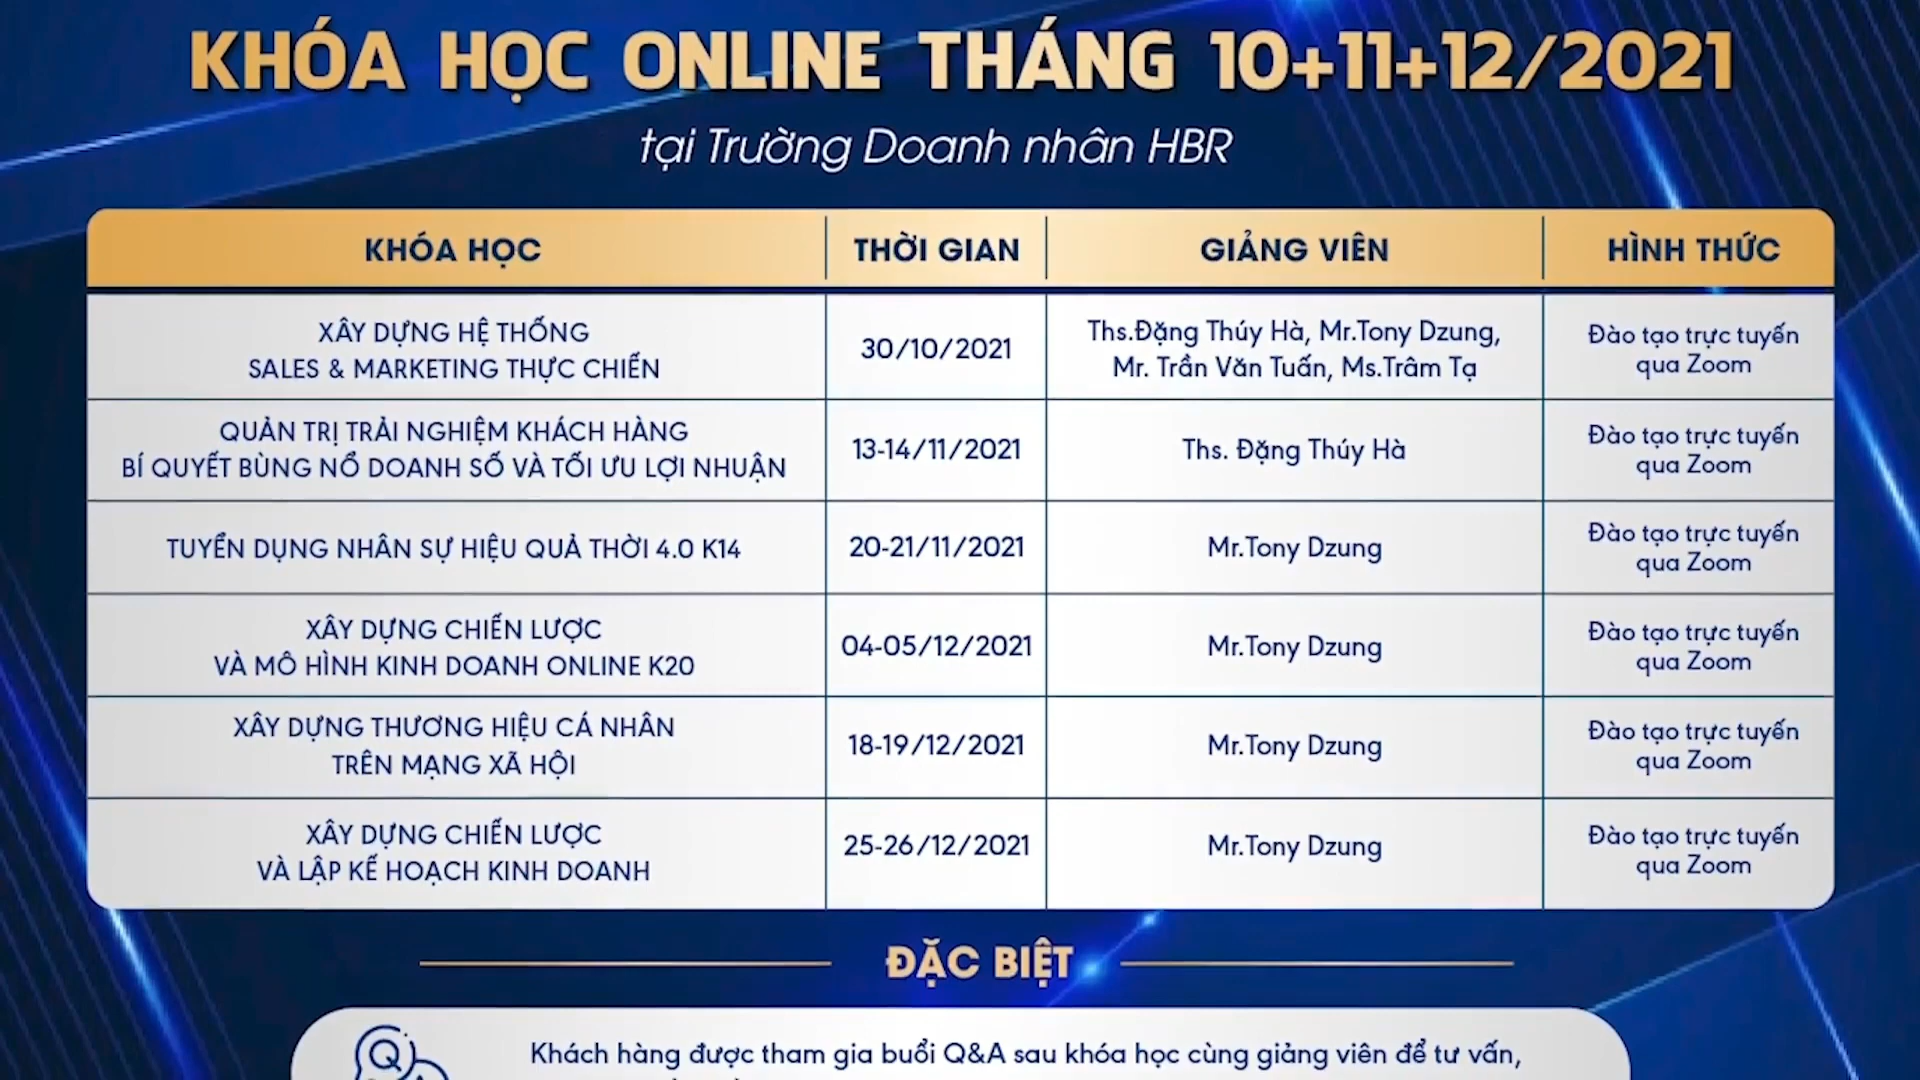 KHÓA HỌC ONLINE THÁNG 10+11+12/2021
tại Trường Doanh nhân HBR
KHÓA HỌC THỜI GIAN GIẢNG VIÊN HÌNH THỨC
XÂY DỰNG HỆ THỐNG
SALES & MARKETING THỰC CHIẾN
30/10/2021
Ths.Đặng Thúy Hà, Mr.Tony Dzung,
Mr. Trần Văn Tuấn, Ms.Trâm Tạ
Đào tạo trực tuyến
qua Zoom
QUẢN TRỊ TRẢI NGHIỆM KHÁCH HÀNG
BÍ QUYẾT BÙNG NỔ DOANH SỐ VÀ TỐI ƯU LỢI NHUẬN
13-14/11/2021
Ths. Đặng Thúy Hà
Đào tạo trực tuyến
qua Zoom
TUYỂN DỤNG NHÂN SỰ HIỆU QUẢ THỜI 4.0 K14
20-21/11/2021
Mr.Tony Dzung
Đào tạo trực tuyến
qua Zoom
XÂY DỰNG CHIẾN LƯỢC
VÀ MÔ HÌNH KINH DOANH ONLINE K20
04-05/12/2021
Mr.Tony Dzung
Đào tạo trực tuyến
qua Zoom
XÂY DỰNG THƯƠNG HIỆU CÁ NHÂN
TRÊN MẠNG XÃ HỘI
18-19/12/2021
Mr.Tony Dzung
Đào tạo trực tuyến
qua Zoom
XÂY DỰNG CHIẾN LƯỢC
VÀ LẬP KẾ HOẠCH KINH DOANH
25-26/12/2021
Mr.Tony Dzung
Đào tạo trực tuyến
qua Zoom
ĐẶC BIỆT
Q
Khách hàng được tham gia buổi Q&A sau khóa học cùng giảng viên để tư vấn,